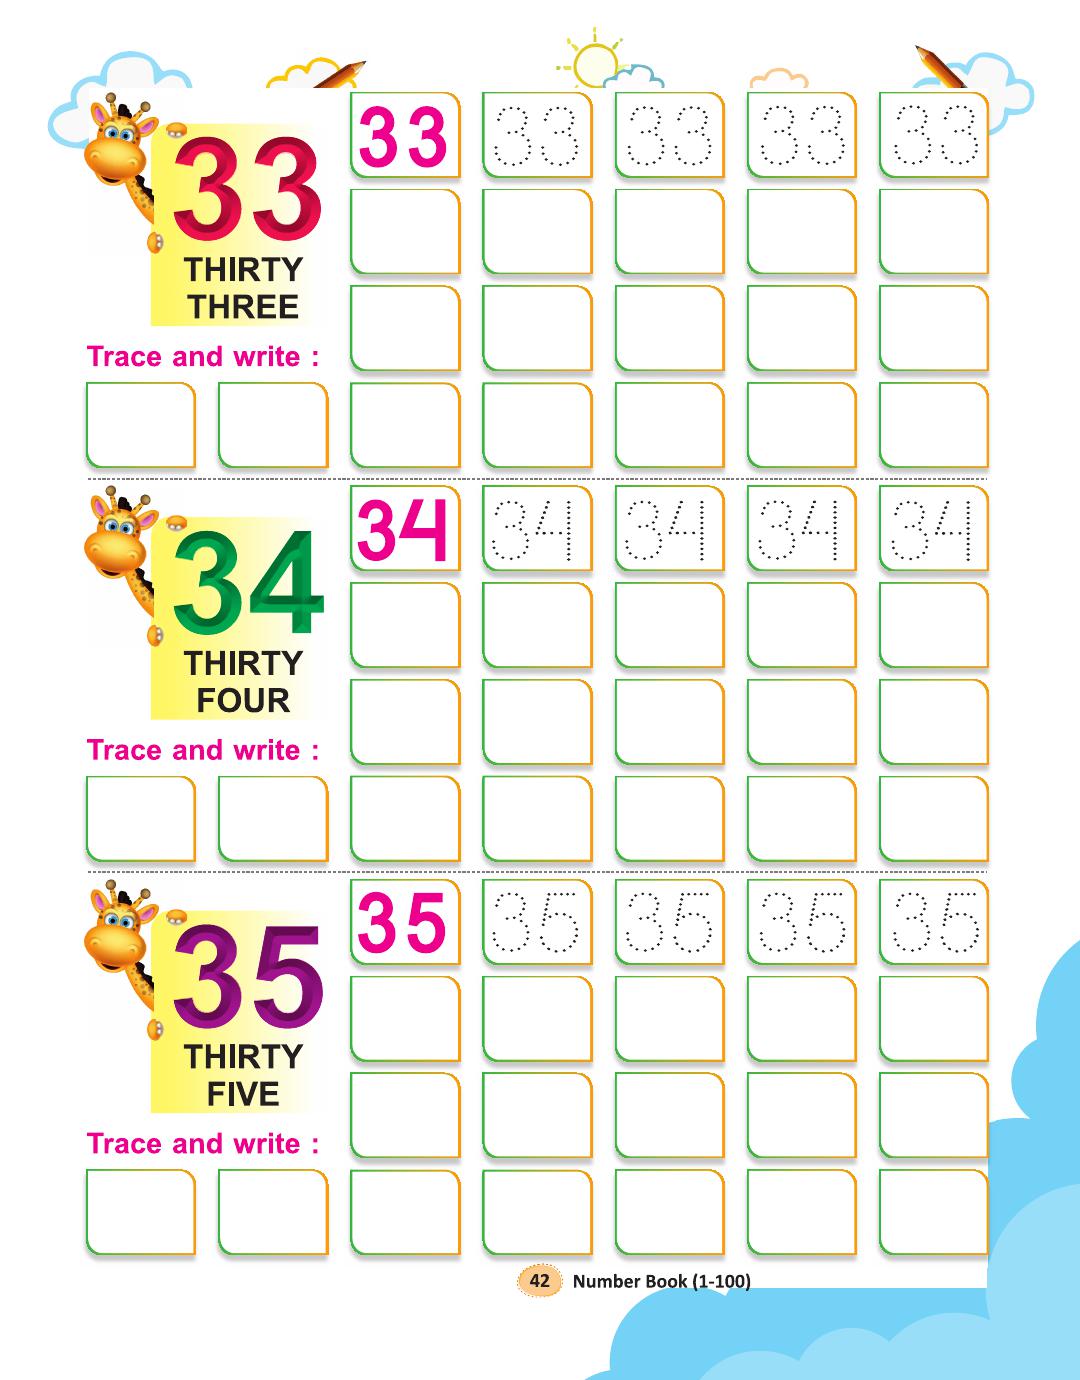 33
THIRTY
THREE
Trace and write :
33 33 33 33 33
34
THIRTY
FOUR
Trace and write :
34 34 34 34 34
35
THIRTY
FIVE
Trace and write :
35 35 35 35 35
42 Number Book (1-100)